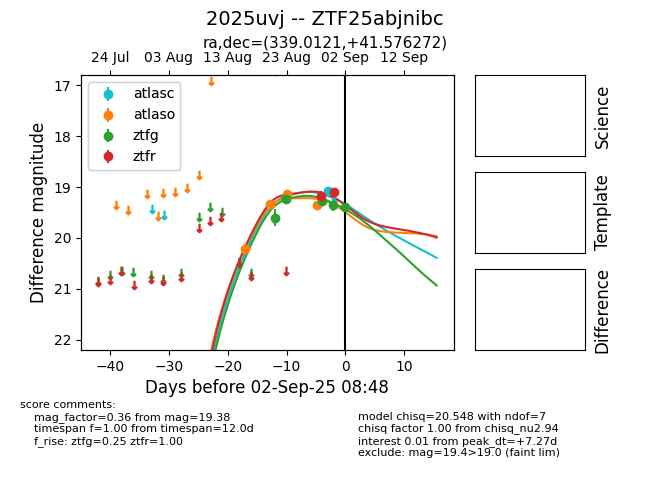 2025uvj -- ZTF25abjnibc
ra,dec=(339.0121,+41.576272)
24 Jul 03 Aug 13 Aug 23 Aug 02 Sep 12 Sep
17
18
19
20
21
22
Difference magnitude
atlasc
atlaso
ztfg
ztfr
−40 −30 −20 −10 0 10
Days before 02-Sep-25 08:48
Science
Template
Difference
score comments:
mag_factor=0.36 from mag=19.38
timespan f=1.00 from timespan=12.0d
f_rise: ztfg=0.25 ztfr=1.00
model chisq=20.548 with ndof=7
chisq factor 1.00 from chisq_nu2.94
interest 0.01 from peak_dt=+7.27d
exclude: mag=19.4>19.0 (faint lim)